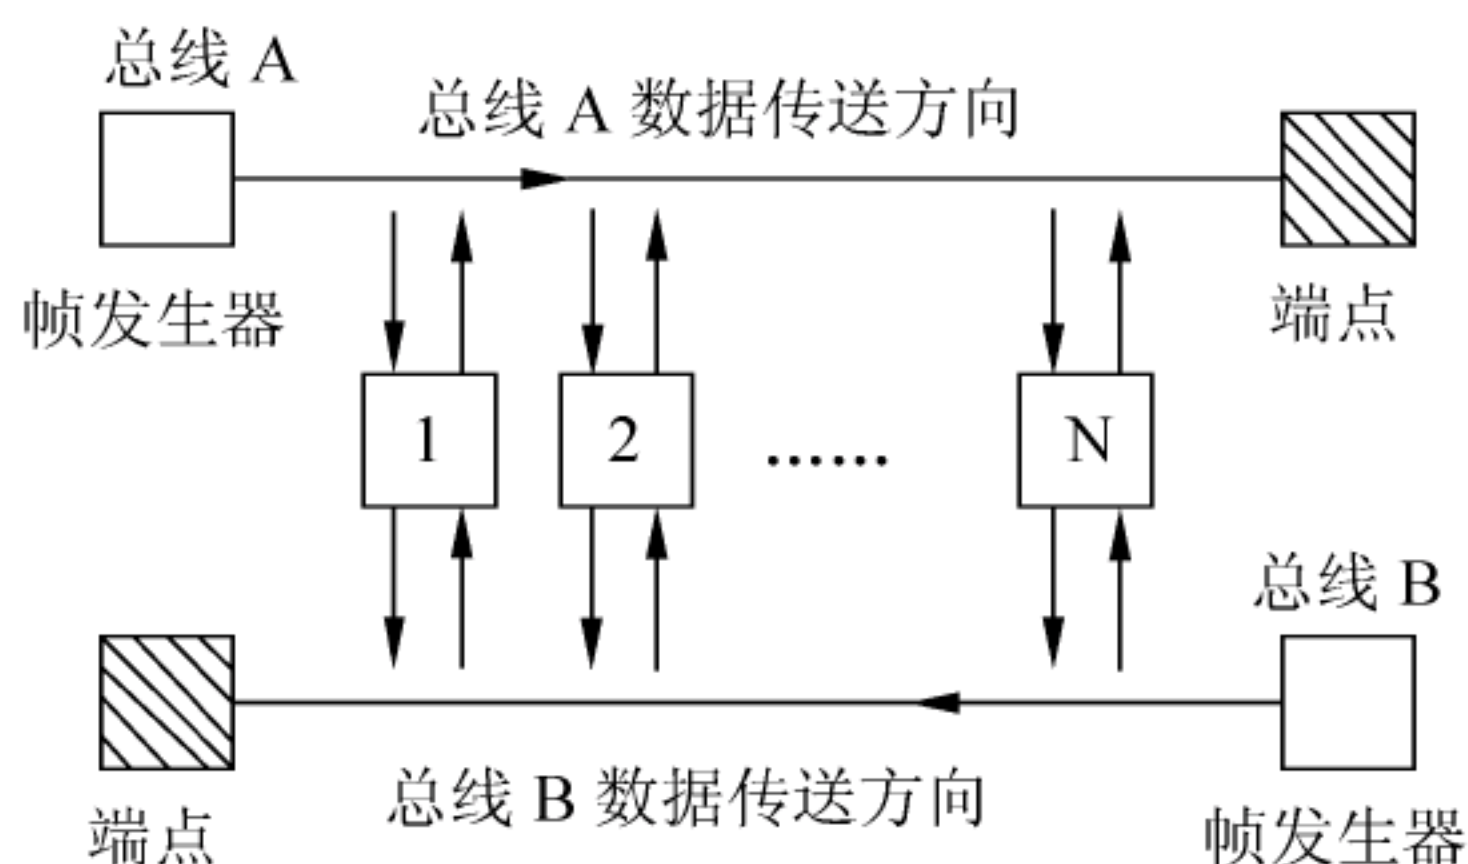 总线 A
总线 A 数据传送方向
帧发生器
端点
1
2
......
N
总线 B
总线 B 数据传送方向
端点
帧发生器